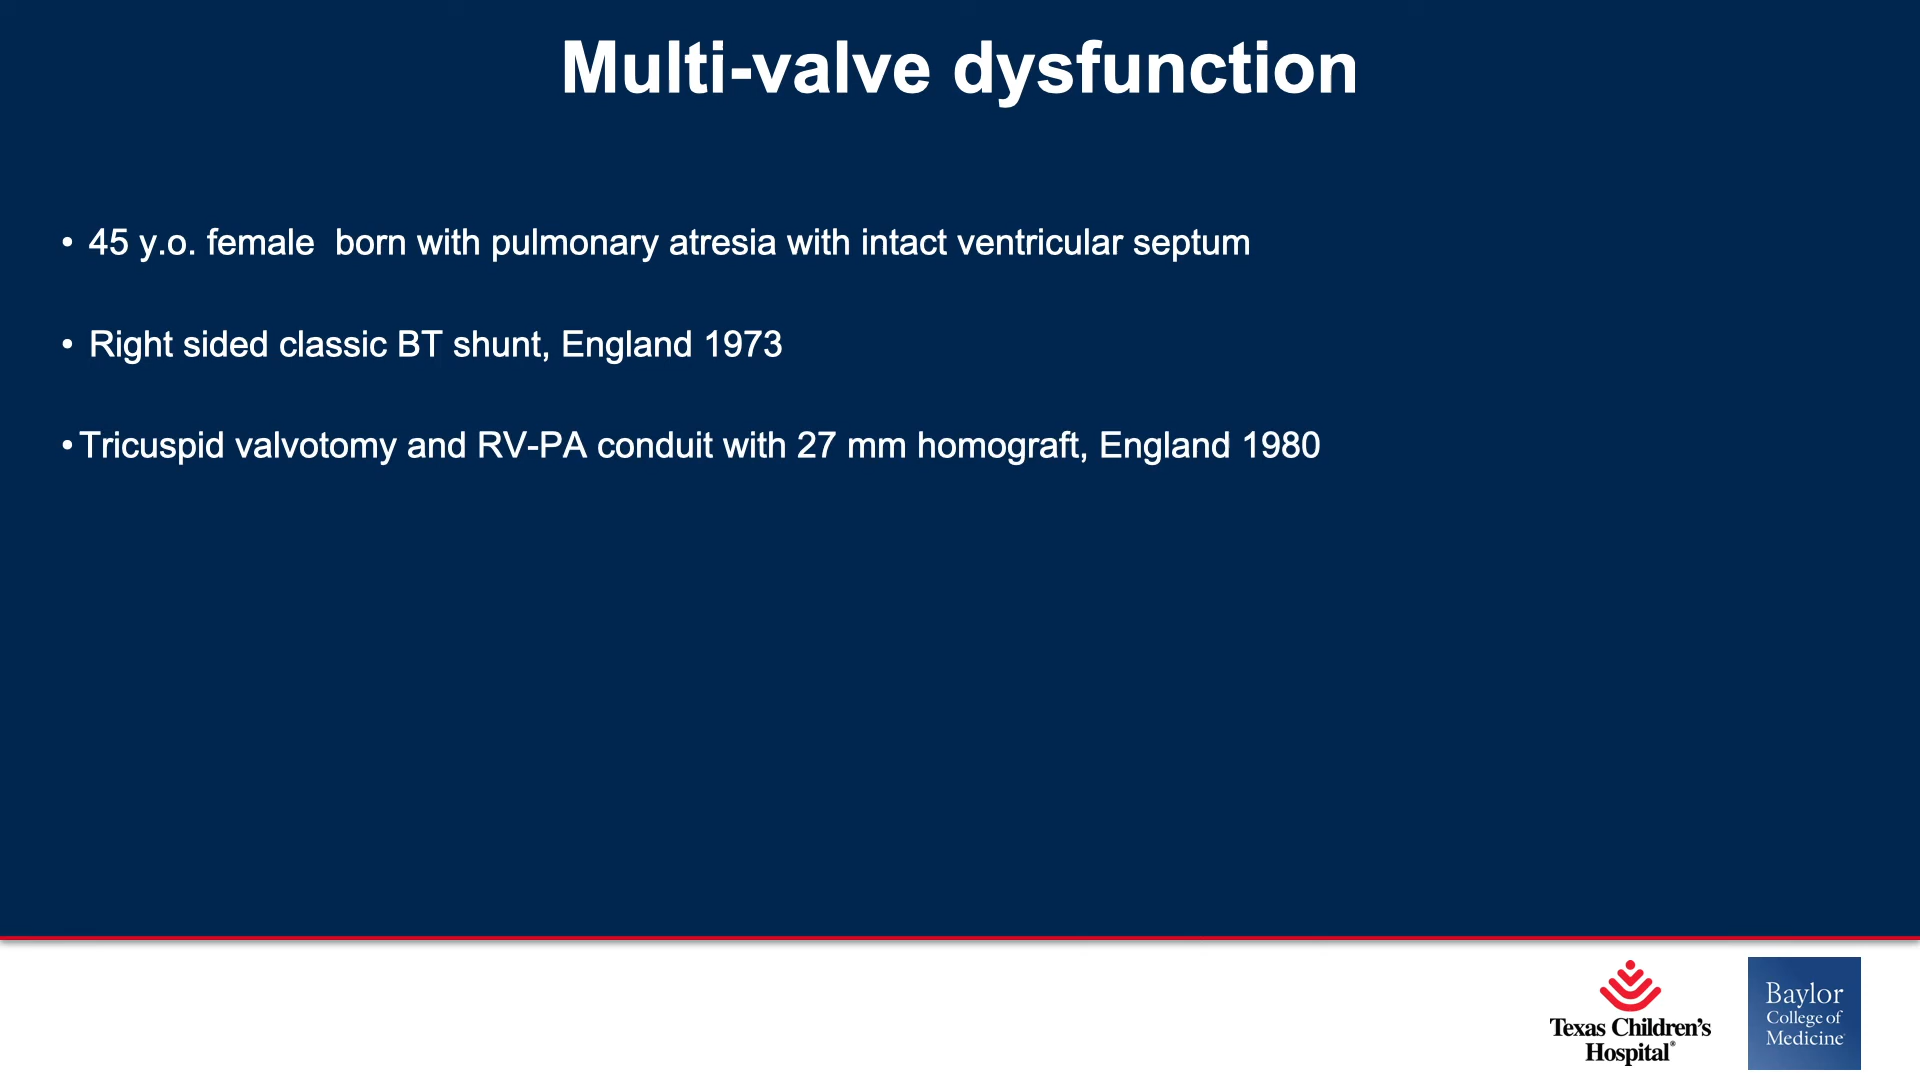 Multi-valve dysfunction
• 45 y.o. female  born with pulmonary atresia with intact ventricular septum
• Right sided classic BT shunt, England 1973
• Tricuspid valvotomy and RV-PA conduit with 27 mm homograft, England 1980
Texas Children's
Hospital®
Baylor
College of
Medicine